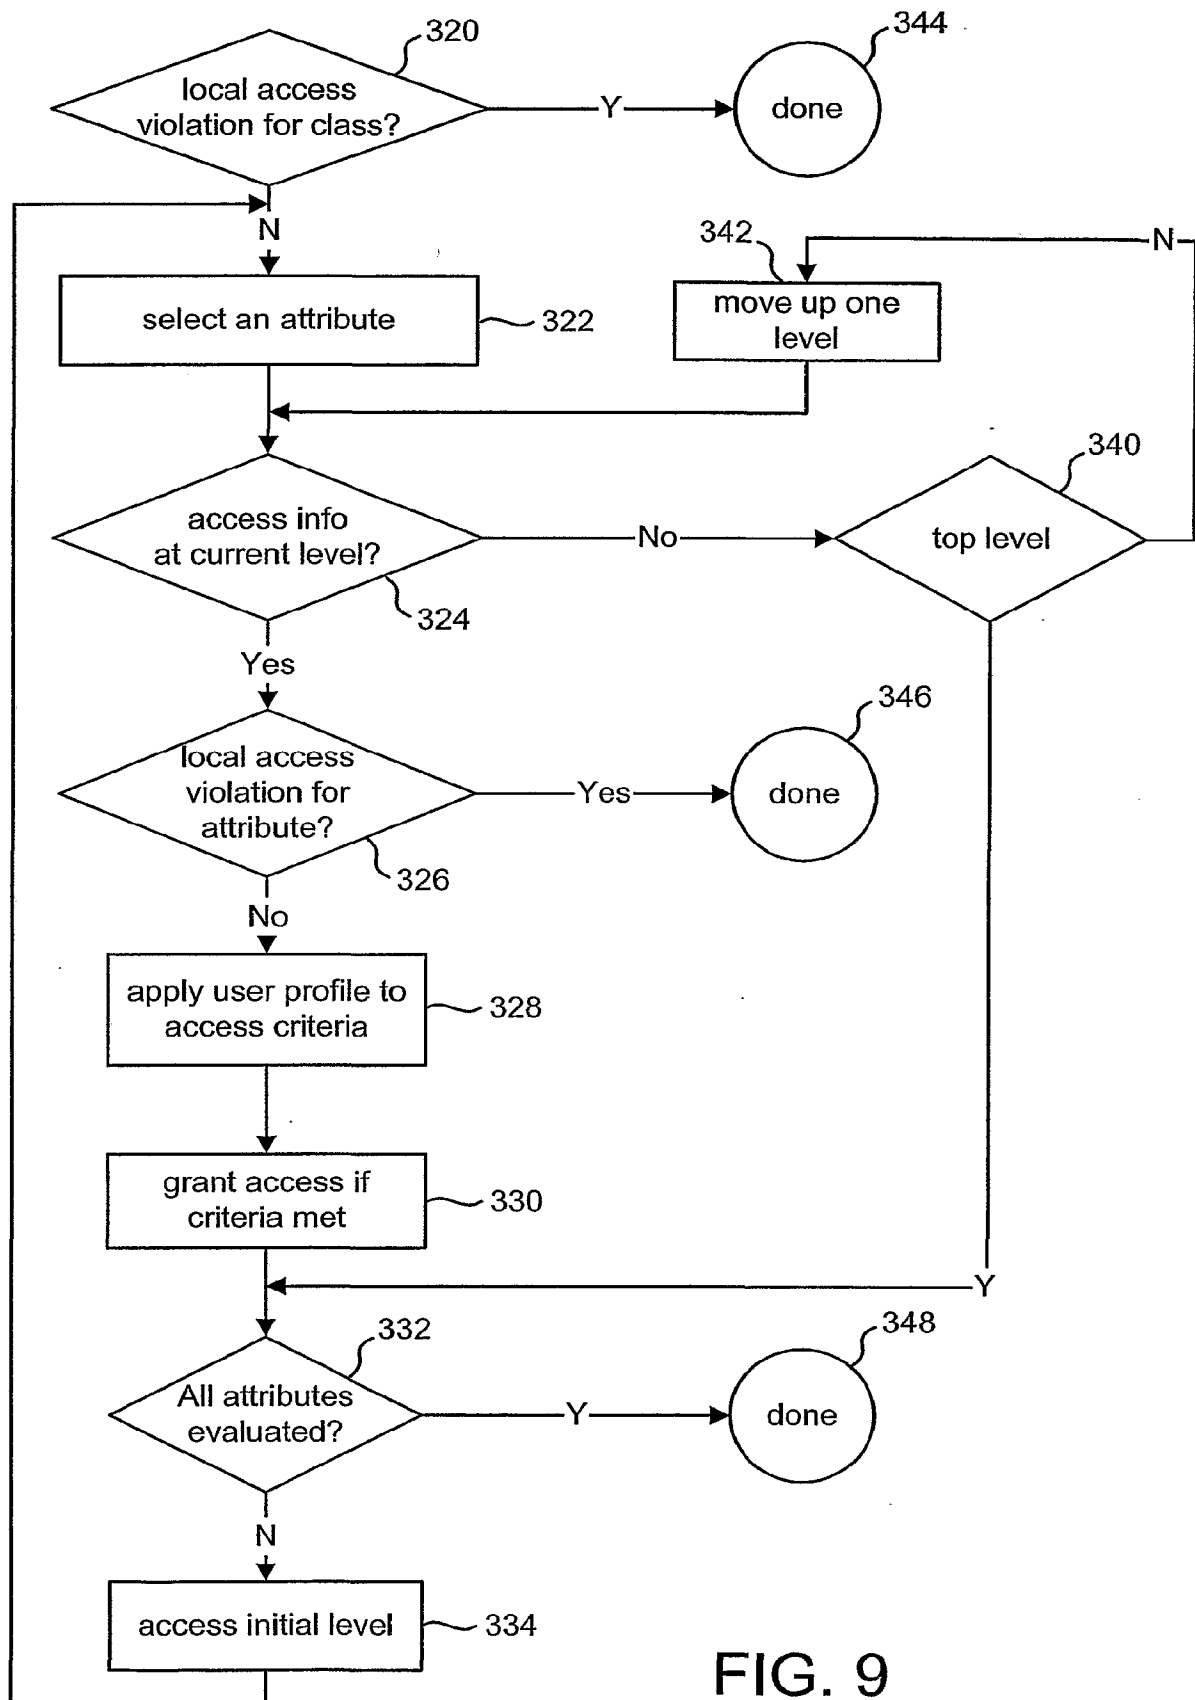 320
344
local access
violation for class?
Y
done
N
342
N
select an attribute
322
move up one
level
340
access info
at current level?
No
top level
324
Yes
346
local access
violation for
attribute?
Yes
done
326
No
apply user profile to
access criteria
328
grant access if
criteria met
330
Y
332
348
All attributes
evaluated?
Y
done
N
access initial level
334
FIG. 9